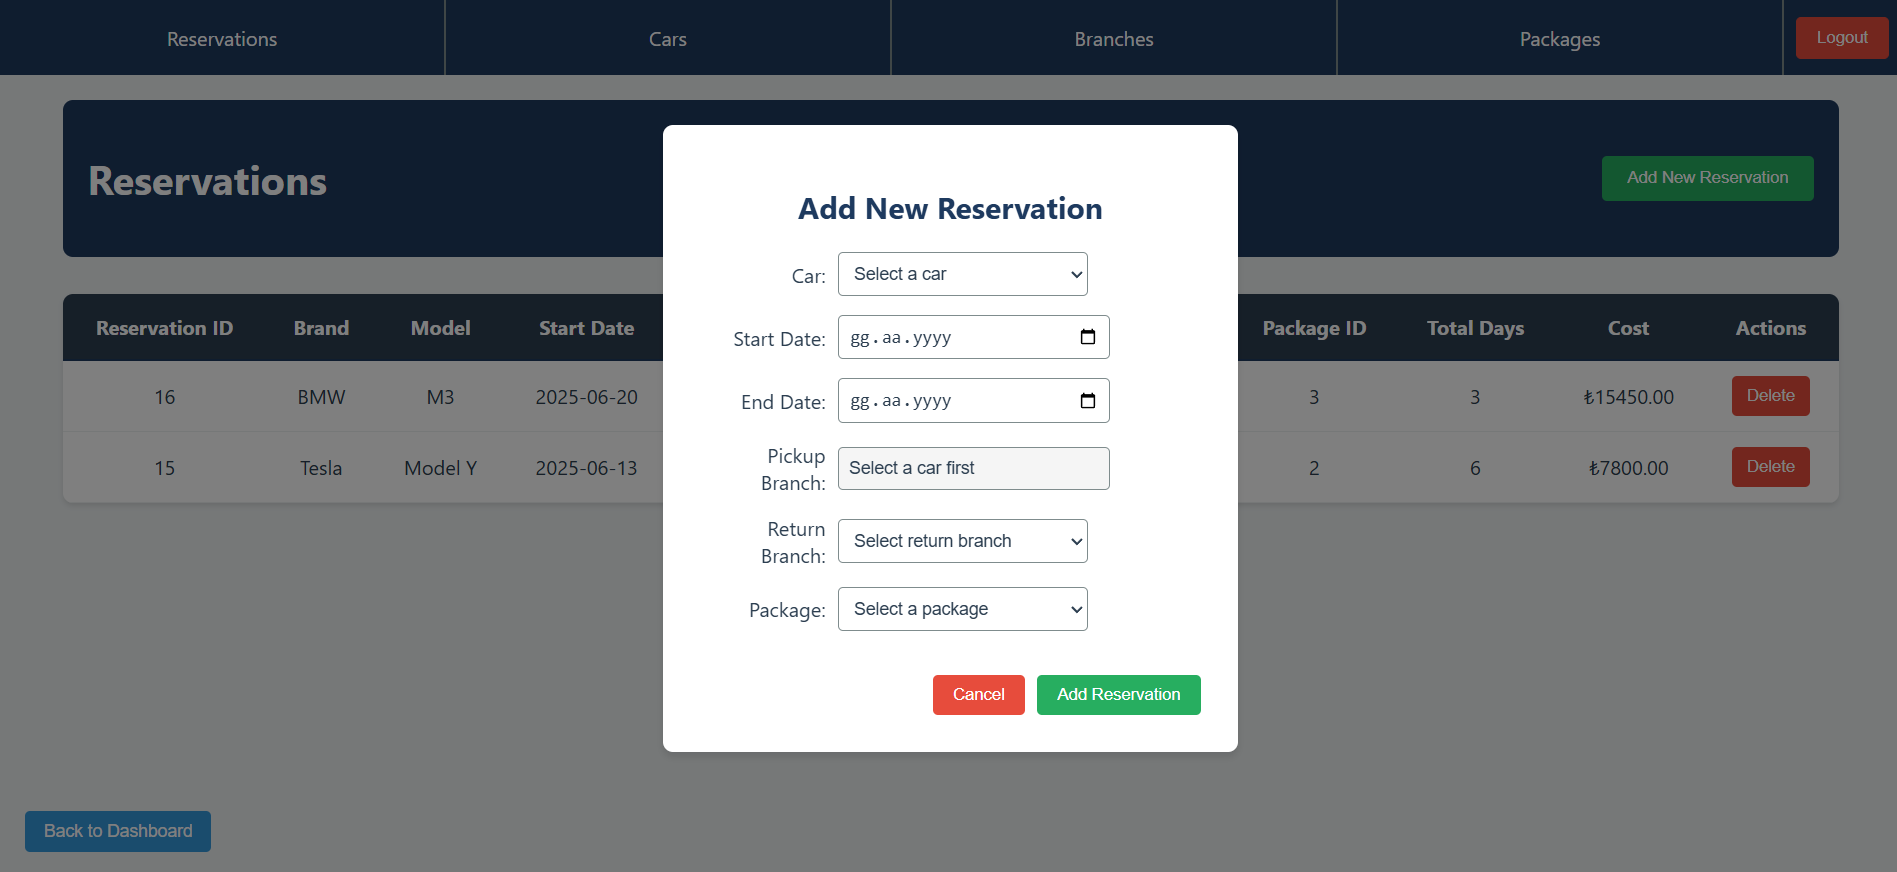 Reservations Cars Branches Packages Logout
Reservations Add New Reservation
Reservation ID Brand Model Start Date Package ID Total Days Cost Actions
16 BMW M3 2025-06-20 3 3 ₺15450.00 Delete
15 Tesla Model Y 2025-06-13 2 6 ₺7800.00 Delete
Add New Reservation
Car: Select a car
Start Date: gg.aa.yyyy
End Date: gg.aa.yyyy
Pickup
Branch: Select a car first
Return
Branch: Select return branch
Package: Select a package
Cancel Add Reservation
Back to Dashboard